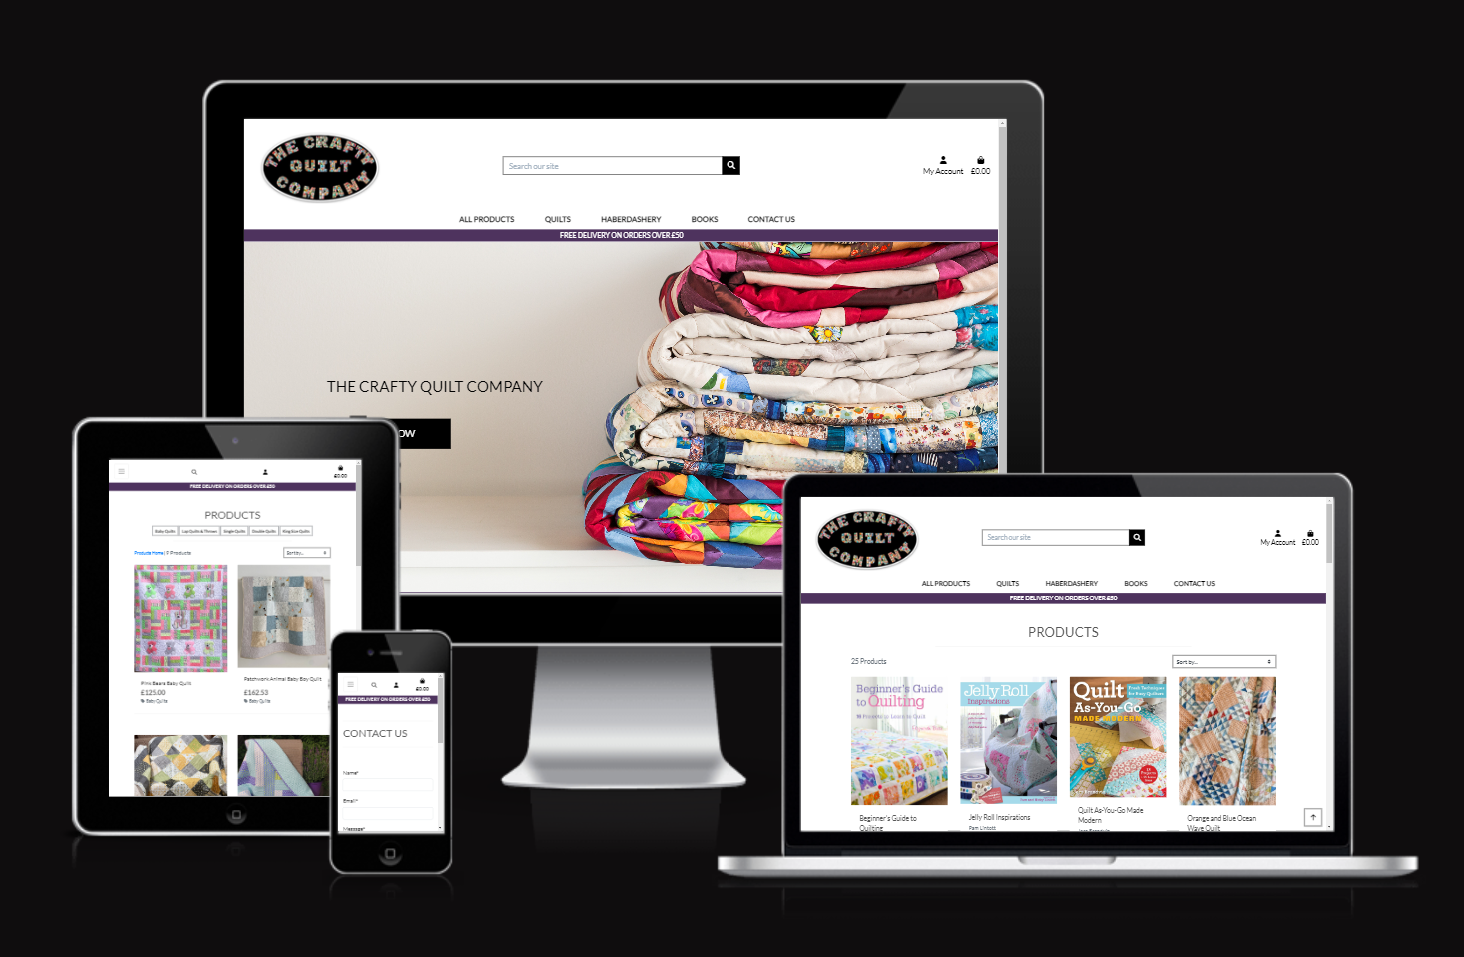 THE CRAFTY
QUILT
COMPANY
Search our site
My Account £0.00
ALL PRODUCTS QUILTS HABERDASHERY BOOKS CONTACT US
FREE DELIVERY ON ORDERS OVER £50
THE CRAFTY QUILT COMPANY
OW
£0.00
FREE DELIVERY ON ORDERS OVER £50
PRODUCTS
Baby Quilts Lap Quilts & Throws Single Quilts Double Quilts King Size Quilts
Products Home | 9 Products
Sort by...
Pink Bears Baby Quilt
£125.00
Baby Quilts
Patchwork Animal Baby Boy Quilt
£162.53
Baby Quilts
£0.00
FREE DELIVERY ON ORDERS OVER £50
CONTACT US
Name*
Email*
Message*
THE CRAFTY
QUILT
COMPANY
Search our site
My Account £0.00
ALL PRODUCTS QUILTS HABERDASHERY BOOKS CONTACT US
FREE DELIVERY ON ORDERS OVER £50
PRODUCTS
25 Products
Sort by...
Beginner's Guide
to Quilting
Jelly Roll
Inspirations
Quilt
As-You-Go
MADE MODERN
Fresh Techniques
for Busy Quilters
Beginner's Guide to
Quilting
Jelly Roll Inspirations
Pam Lintott
Quilt As-You-Go Made
Modern
Orange and Blue Ocean
Wave Quilt